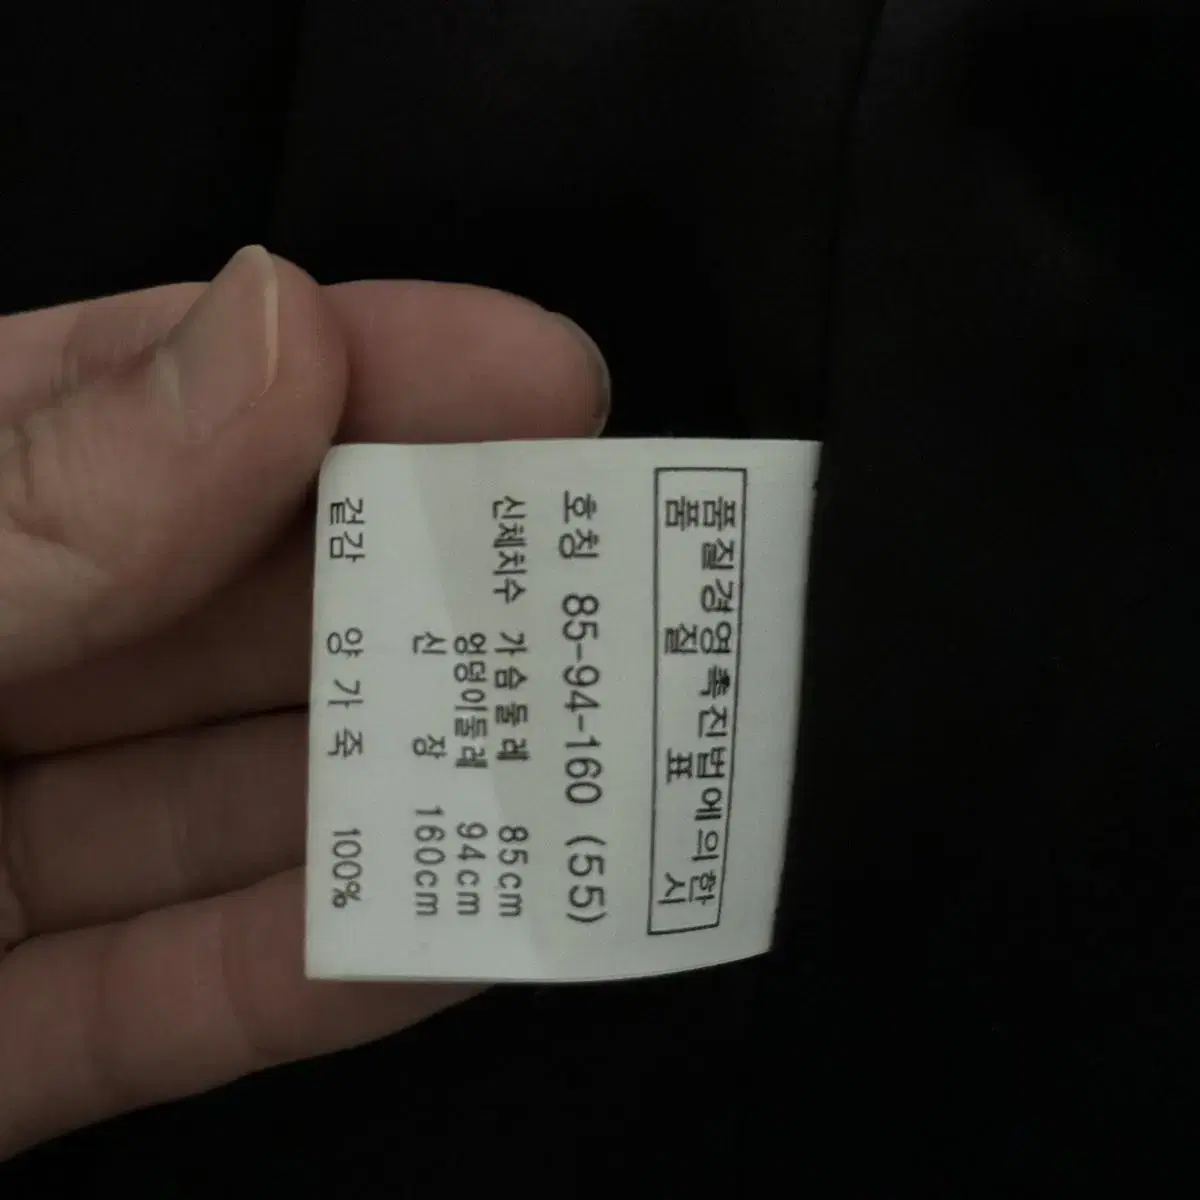 품질경영촉진법에의한
품 질 표 시
호칭 85-94-160 (55)
신체치수 가슴둘레 85cm
엉덩이둘레 94cm
신 장 160cm
겉감 양가죽 100%